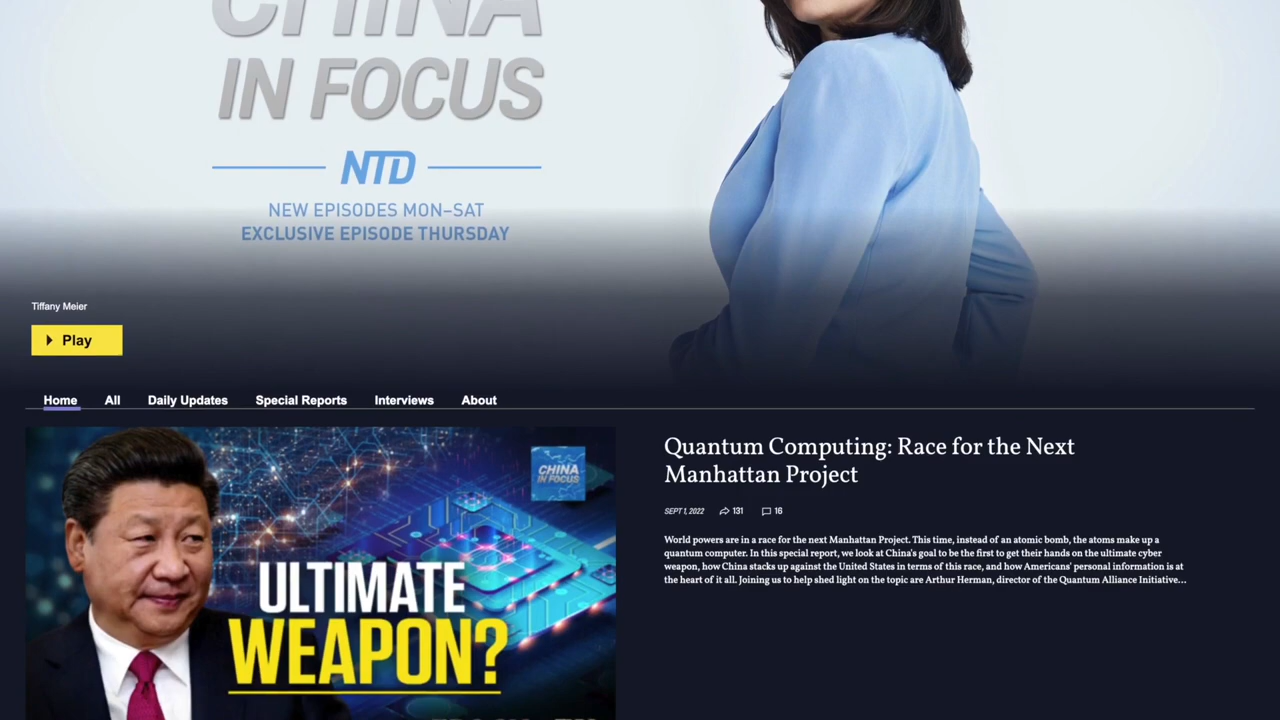 CHINA
IN FOCUS
NTD
NEW EPISODES MON–SAT
EXCLUSIVE EPISODE THURSDAY
Tiffany Meier
Play
Home All Daily Updates Special Reports Interviews About
CHINA
IN FOCUS
ULTIMATE
WEAPON?
Quantum Computing: Race for the Next
Manhattan Project
SEPT 1, 2022 131 16
World powers are in a race for the next Manhattan Project. This time, instead of an atomic bomb, the atoms make up a
quantum computer. In this special report, we look at China's goal to be the first to get their hands on the ultimate cyber
weapon, how China stacks up against the United States in terms of this race, and how Americans' personal information is at
the heart of it all. Joining us to help shed light on the topic are Arthur Herman, director of the Quantum Alliance Initiative...